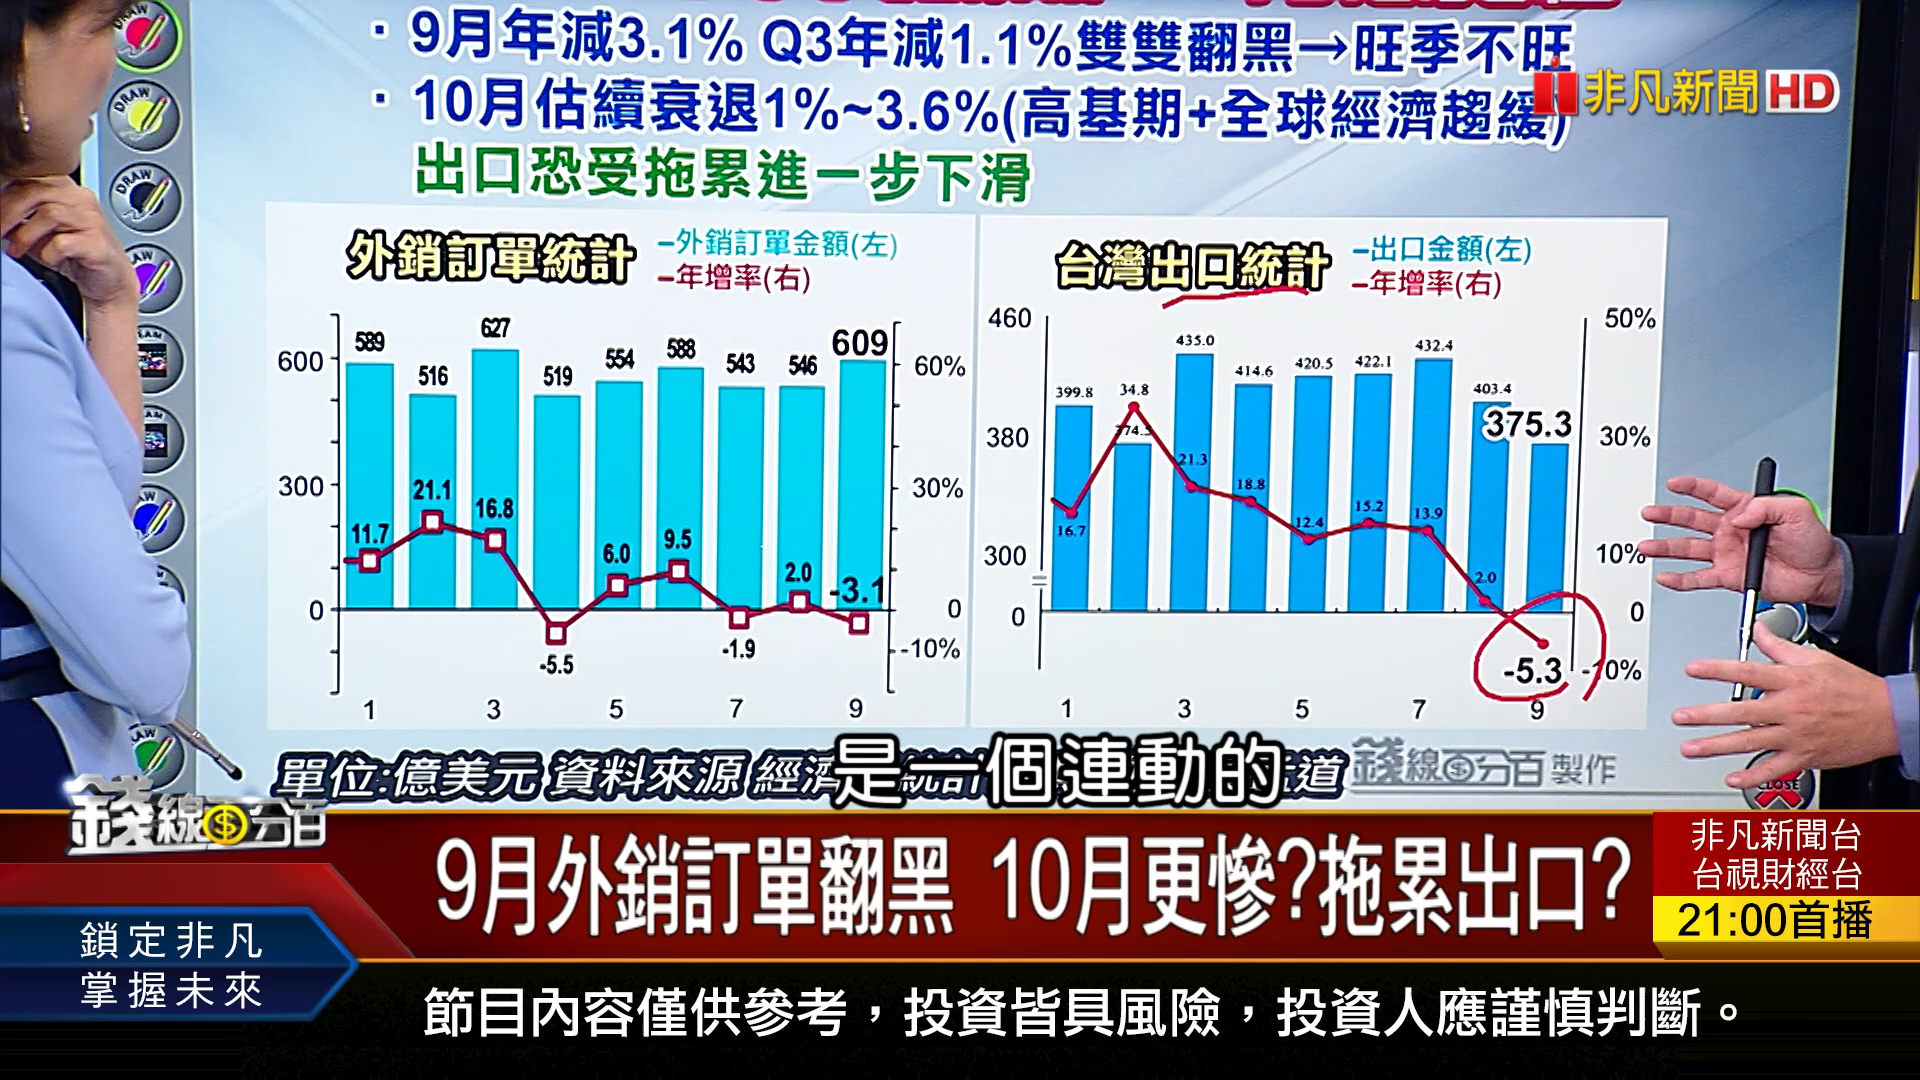 ·9月年減3.1% Q3年減1.1%雙雙翻黑→旺季不旺
非凡新聞HD
·10月估續衰退1%~3.6%(高基期+全球經濟趨緩)
出口恐受拖累進一步下滑
外銷訂單統計
–外銷訂單金額(左)
–年增率(右)
600
300
0
589
516
627
519
554
588
543
546
609
11.7
21.1
16.8
-5.5
6.0
9.5
-1.9
2.0
-3.1
60%
30%
0
-10%
1
3
5
7
9
台灣出口統計
–出口金額(左)
–年增率(右)
460
380
300
0
399.8
34.8
374.5
435.0
414.6
420.5
422.1
432.4
403.4
375.3
16.7
21.3
18.8
12.4
15.2
13.9
2.0
-5.3
50%
30%
10%
0
-10%
1
3
5
7
9
DRAW
DRAW
DRAW
CLOSE
單位:億美元 資料來源 經濟 統計 道
錢線百分百 製作
是一個連動的
錢線百分百
9月外銷訂單翻黑 10月更慘?拖累出口?
非凡新聞台
台視財經台
21:00首播
鎖定非凡
掌握未來
節目內容僅供參考，投資皆具風險，投資人應謹慎判斷。